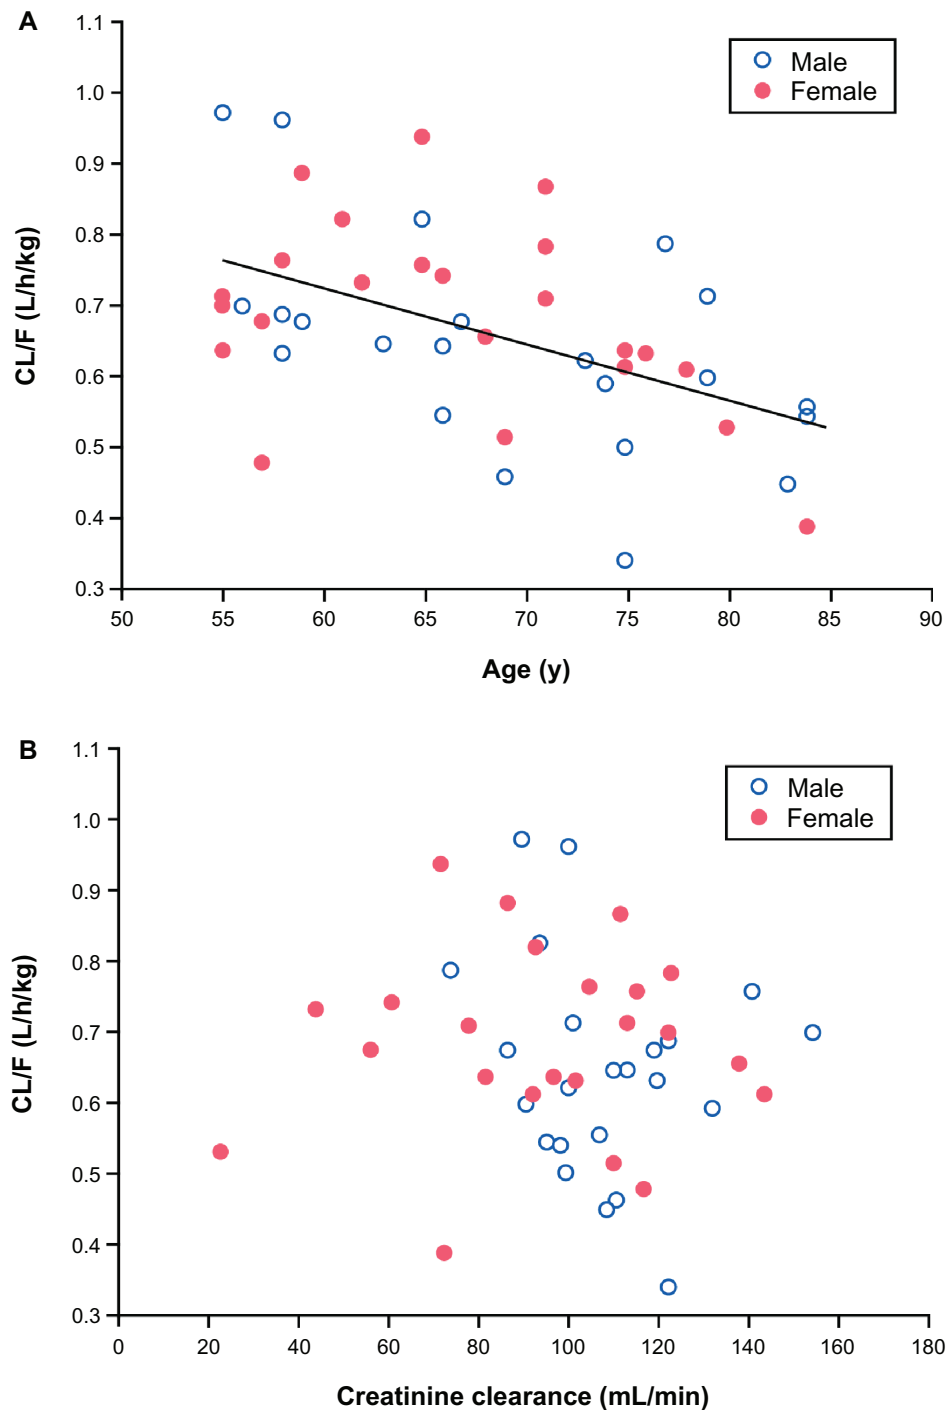 A
1.1
1.0
0.9
0.8
0.7
0.6
0.5
0.4
0.3
CL/F (L/h/kg)
Male
Female
50 55 60 65 70 75 80 85 90
Age (y)
B
1.1
1.0
0.9
0.8
0.7
0.6
0.5
0.4
0.3
CL/F (L/h/kg)
Male
Female
0 20 40 60 80 100 120 140 160 180
Creatinine clearance (mL/min)